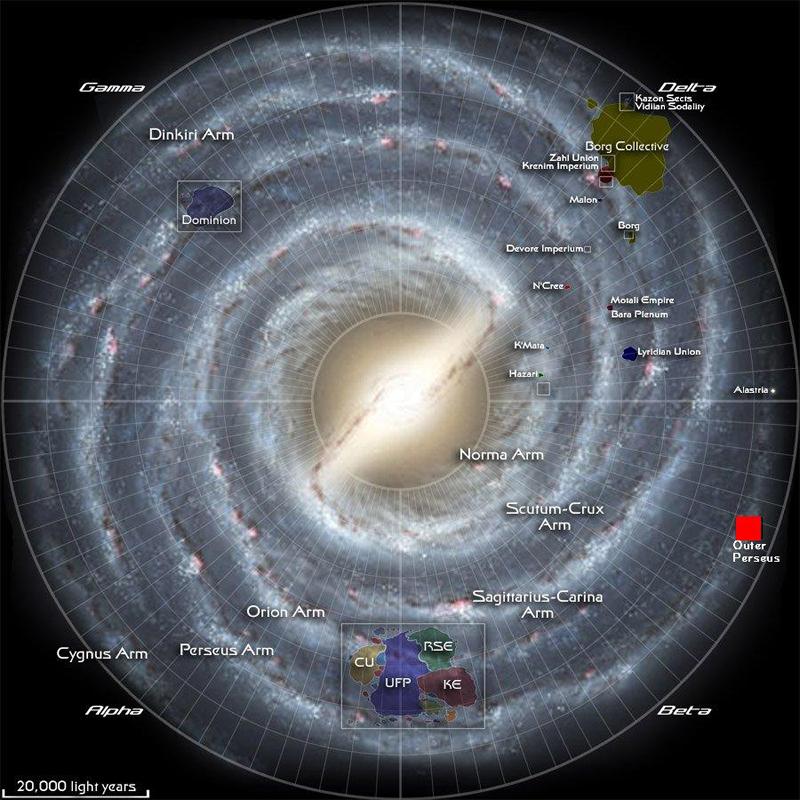 Gamma
Delta
Kazon Sects
Vidiian Sodality
Dinkiri Arm
Borg Collective
Zahl Union
Krenim Imperium
Malon
Dominion
Borg
Devore Imperium
N'Cree
Motali Empire
Bara Plenum
K'Mata
Lyridian Union
Hazari
Alastria
Norma Arm
Scutum-Crux
Arm
Outer
Perseus
Sagittarius-Carina
Arm
Orion Arm
Perseus Arm
Cygnus Arm
RSE
CU
UFP
KE
Alpha
Beta
20,000 light years